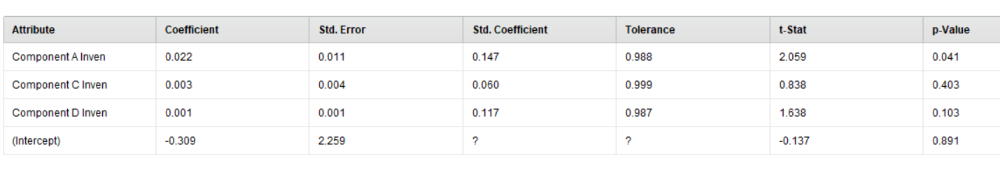 Attribute Coefficient Std. Error Std. Coefficient Tolerance t-Stat p-Value
Component A Inven 0.022 0.011 0.147 0.988 2.059 0.041
Component C Inven 0.003 0.004 0.060 0.999 0.838 0.403
Component D Inven 0.001 0.001 0.117 0.987 1.638 0.103
(Intercept) -0.309 2.259 ? ? -0.137 0.891